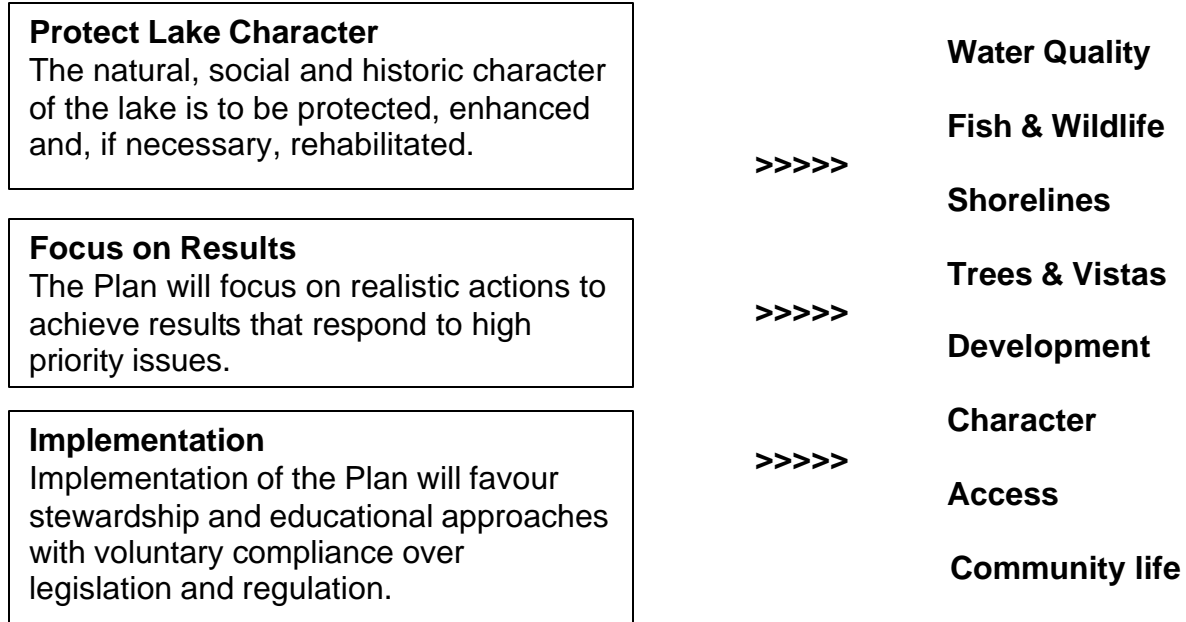 Protect Lake Character
The natural, social and historic character
of the lake is to be protected, enhanced
and, if necessary, rehabilitated.
Focus on Results
The Plan will focus on realistic actions to
achieve results that respond to high
priority issues.
Implementation
Implementation of the Plan will favour
stewardship and educational approaches
with voluntary compliance over
legislation and regulation.
>>>>>
>>>>>
>>>>>
Water Quality
Fish & Wildlife
Shorelines
Trees & Vistas
Development
Character
Access
Community life